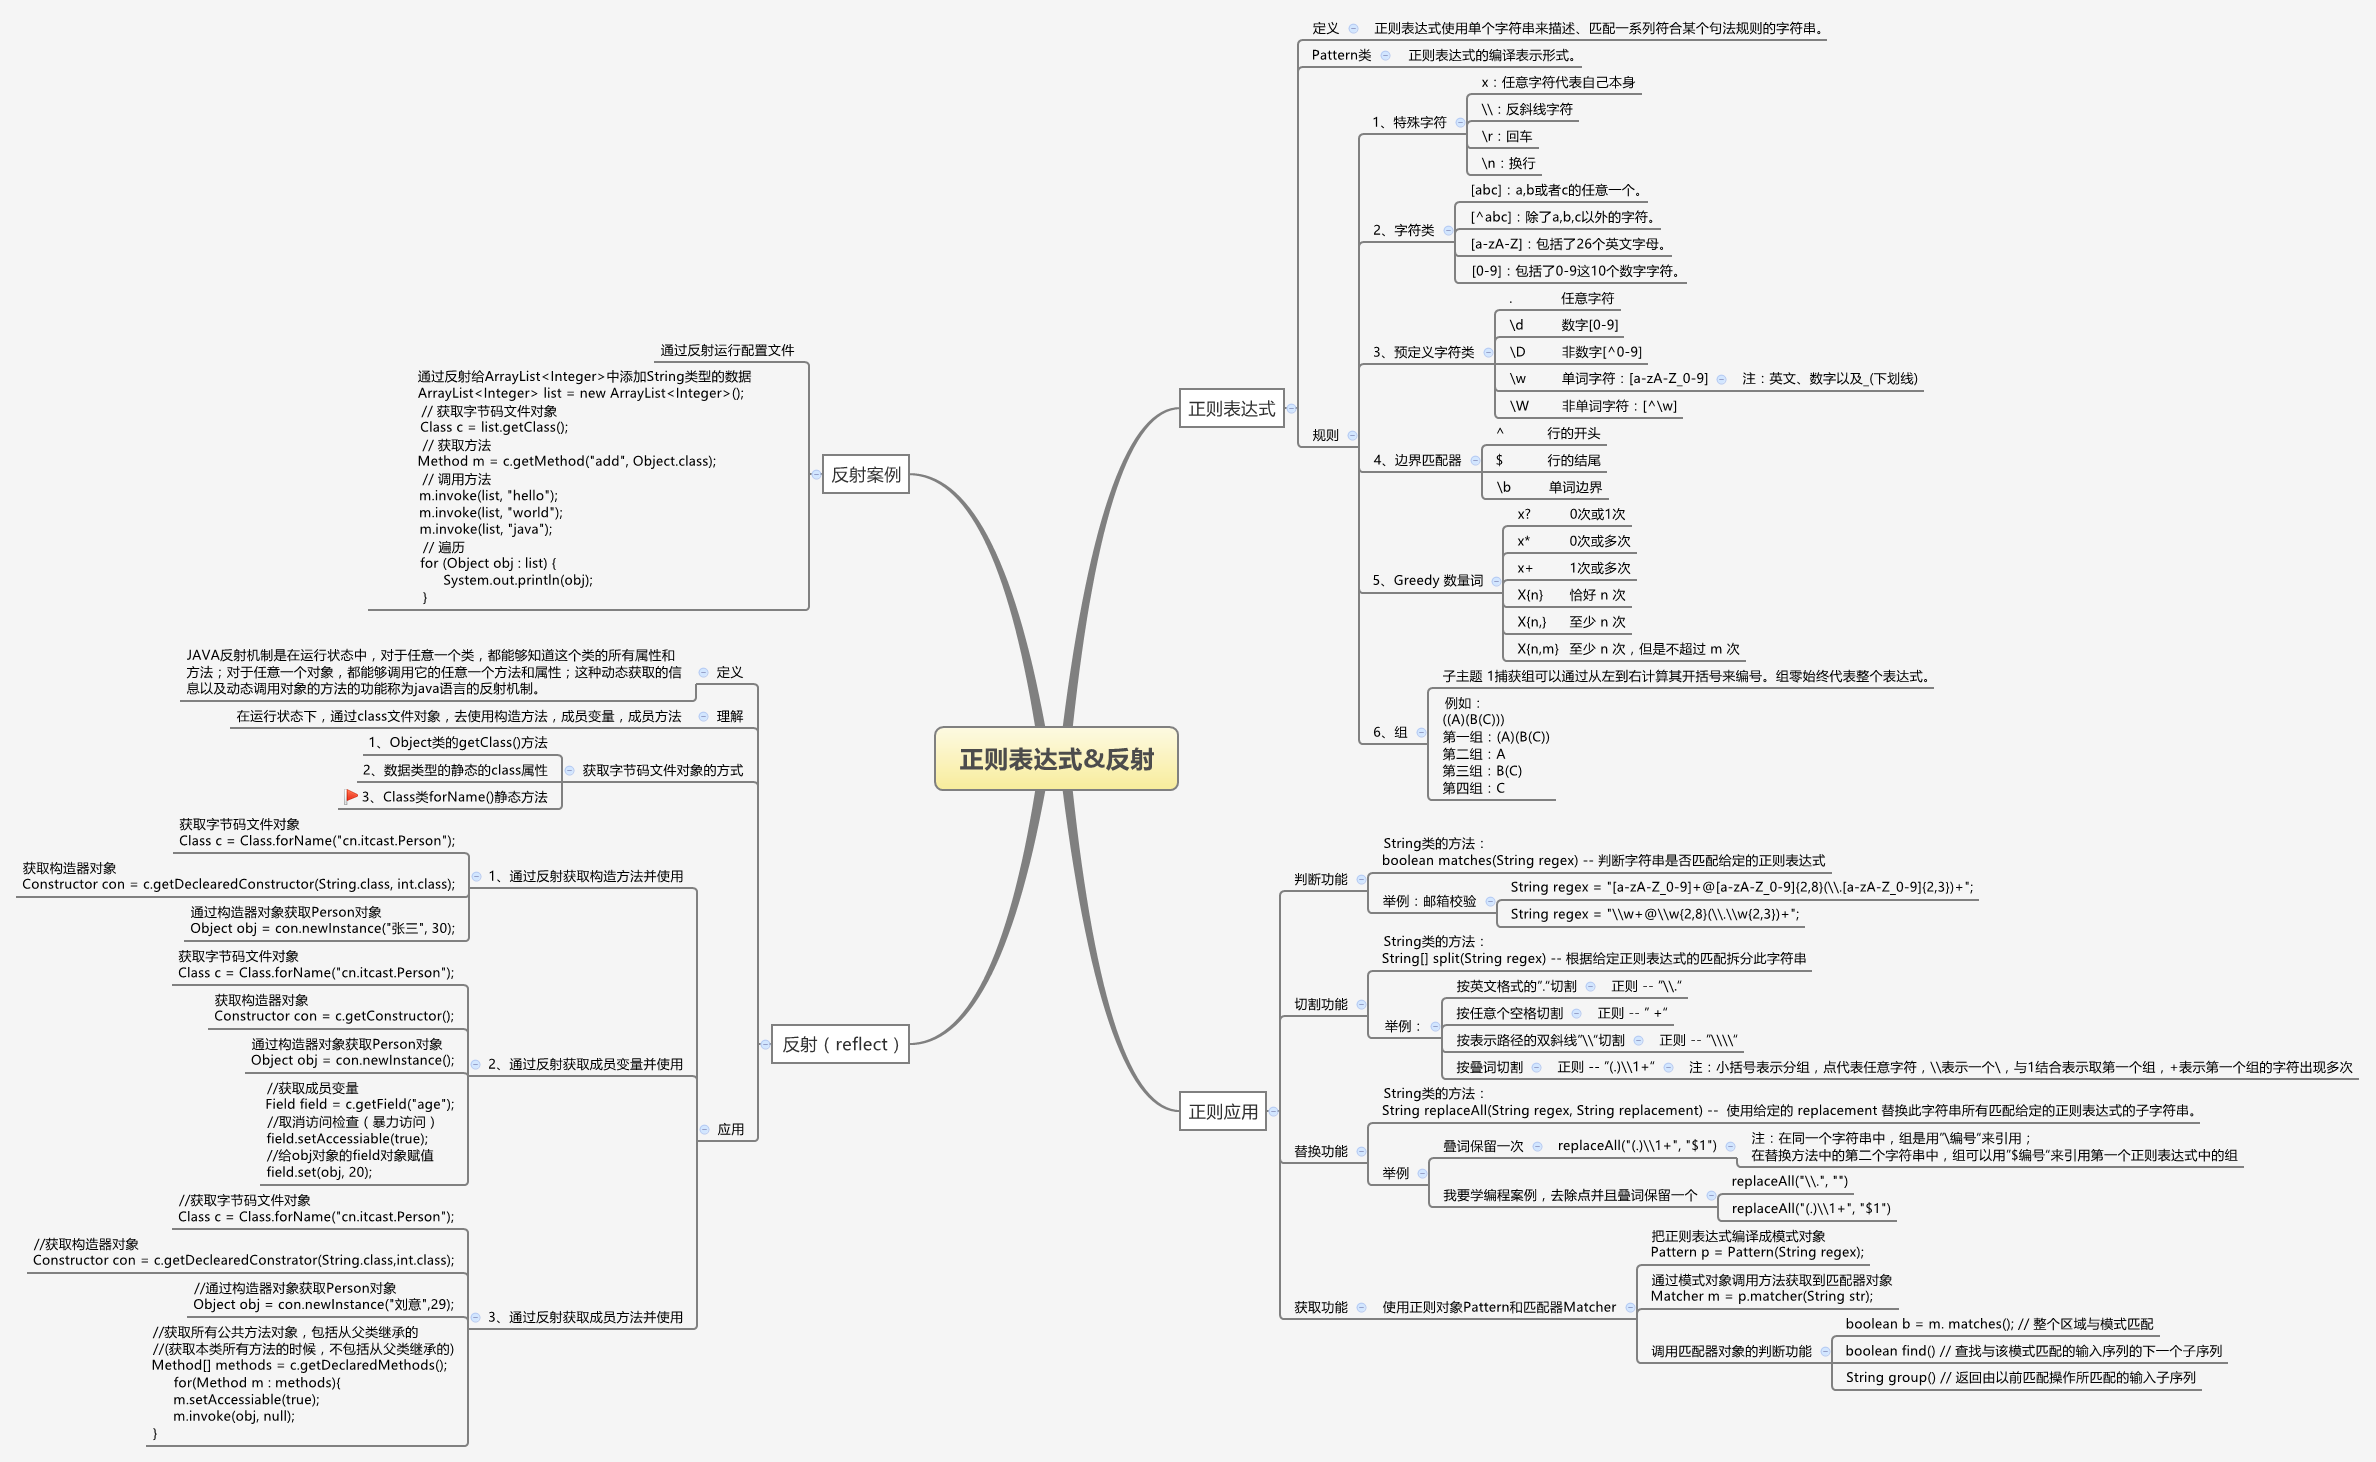 正则表达式&反射
正则表达式
定义
正则表达式使用单个字符串来描述、匹配一系列符合某个句法规则的字符串。
Pattern类
正则表达式的编译表示形式。
规则
1、特殊字符
x：任意字符代表自己本身
\\：反斜线字符
\r：回车
\n：换行
2、字符类
[abc]：a,b或者c的任意一个。
[^abc]：除了a,b,c以外的字符。
[a-zA-Z]：包括了26个英文字母。
[0-9]：包括了0-9这10个数字字符。
3、预定义字符类
. 任意字符
\d 数字[0-9]
\D 非数字[^0-9]
\w 单词字符：[a-zA-Z_0-9]
注：英文、数字以及_(下划线)
\W 非单词字符：[^\w]
4、边界匹配器
^ 行的开头
$ 行的结尾
\b 单词边界
5、Greedy 数量词
x? 0次或1次
x* 0次或多次
x+ 1次或多次
X{n} 恰好 n 次
X{n,} 至少 n 次
X{n,m} 至少 n 次，但是不超过 m 次
6、组
子主题 1捕获组可以通过从左到右计算其开括号来编号。组零始终代表整个表达式。
例如：
((A)(B(C)))
第一组：(A)(B(C))
第二组：A
第三组：B(C)
第四组：C
正则应用
判断功能
String类的方法：
boolean matches(String regex) -- 判断字符串是否匹配给定的正则表达式
举例：邮箱校验
String regex = "[a-zA-Z_0-9]+@[a-zA-Z_0-9]{2,8}(\\.[a-zA-Z_0-9]{2,3})+";
String regex = "\\w+@\\w{2,8}(\\.\\w{2,3})+";
切割功能
String类的方法：
String[] split(String regex) -- 根据给定正则表达式的匹配拆分此字符串
举例：
按英文格式的”.“切割
正则 -- ”\\.“
按任意个空格切割
正则 -- ” +“
按表示路径的双斜线”\\“切割
正则 -- ”\\\\“
按叠词切割
正则 -- ”(.)\\1+“
注：小括号表示分组，点代表任意字符，\\表示一个\，与1结合表示取第一个组，+表示第一个组的字符出现多次
替换功能
String类的方法：
String replaceAll(String regex, String replacement) -- 使用给定的 replacement 替换此字符串所有匹配给定的正则表达式的子字符串。
举例
叠词保留一次
replaceAll("(.)\\1+", "$1")
注：在同一个字符串中，组是用”\编号“来引用；
在替换方法中的第二个字符串中，组可以用”$编号“来引用第一个正则表达式中的组
我要学编程案例，去除点并且叠词保留一个
replaceAll("\\.", "")
replaceAll("(.)\\1+", "$1")
获取功能
使用正则对象Pattern和匹配器Matcher
把正则表达式编译成模式对象
Pattern p = Pattern(String regex);
通过模式对象调用方法获取到匹配器对象
Matcher m = p.matcher(String str);
调用匹配器对象的判断功能
boolean b = m. matches(); // 整个区域与模式匹配
boolean find() // 查找与该模式匹配的输入序列的下一个子序列
String group() // 返回由以前匹配操作所匹配的输入子序列
反射案例
通过反射运行配置文件
通过反射给ArrayList<Integer>中添加String类型的数据
ArrayList<Integer> list = new ArrayList<Integer>();
// 获取字节码文件对象
Class c = list.getClass();
// 获取方法
Method m = c.getMethod("add", Object.class);
// 调用方法
m.invoke(list, "hello");
m.invoke(list, "world");
m.invoke(list, "java");
// 遍历
for (Object obj : list) {
System.out.println(obj);
}
反射（reflect）
定义
JAVA反射机制是在运行状态中，对于任意一个类，都能够知道这个类的所有属性和
方法；对于任意一个对象，都能够调用它的任意一个方法和属性；这种动态获取的信
息以及动态调用对象的方法的功能称为java语言的反射机制。
理解
在运行状态下，通过class文件对象，去使用构造方法，成员变量，成员方法
获取字节码文件对象的方式
1、Object类的getClass()方法
2、数据类型的静态的class属性
3、Class类forName()静态方法
应用
1、通过反射获取构造方法并使用
获取字节码文件对象
Class c = Class.forName("cn.itcast.Person");
获取构造器对象
Constructor con = c.getDeclearedConstructor(String.class, int.class);
通过构造器对象获取Person对象
Object obj = con.newInstance("张三", 30);
2、通过反射获取成员变量并使用
获取字节码文件对象
Class c = Class.forName("cn.itcast.Person");
获取构造器对象
Constructor con = c.getConstructor();
通过构造器对象获取Person对象
Object obj = con.newInstance();
//获取成员变量
Field field = c.getField("age");
//取消访问检查（暴力访问）
field.setAccessiable(true);
//给obj对象的field对象赋值
field.set(obj, 20);
3、通过反射获取成员方法并使用
//获取字节码文件对象
Class c = Class.forName("cn.itcast.Person");
//获取构造器对象
Constructor con = c.getDeclearedConstrator(String.class,int.class);
//通过构造器对象获取Person对象
Object obj = con.newInstance("刘意",29);
//获取所有公共方法对象，包括从父类继承的
//(获取本类所有方法的时候，不包括从父类继承的)
Method[] methods = c.getDeclaredMethods();
for(Method m : methods){
m.setAccessiable(true);
m.invoke(obj, null);
}